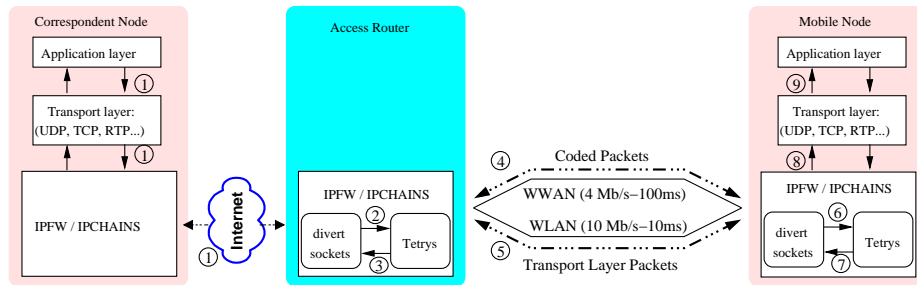 Correspondent Node
Application layer
1
Transport layer:
(UDP, TCP, RTP...)
1
IPFW / IPCHAINS
Internet
1
Access Router
IPFW / IPCHAINS
divert
sockets
2
3
Tetrys
4
Coded Packets
WWAN (4 Mb/s−100ms)
WLAN (10 Mb/s−10ms)
5
Transport Layer Packets
Mobile Node
Application layer
9
Transport layer:
(UDP, TCP, RTP...)
8
IPFW / IPCHAINS
divert
sockets
6
7
Tetrys